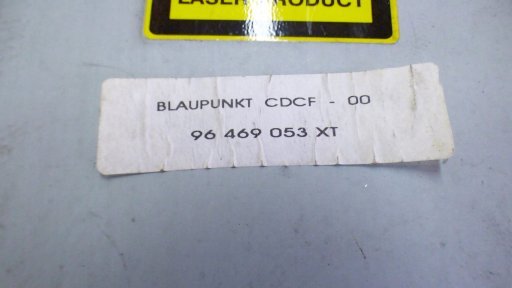 LASER PRODUCT
BLAUPUNKT CDCF - 00
96 469 053 XT